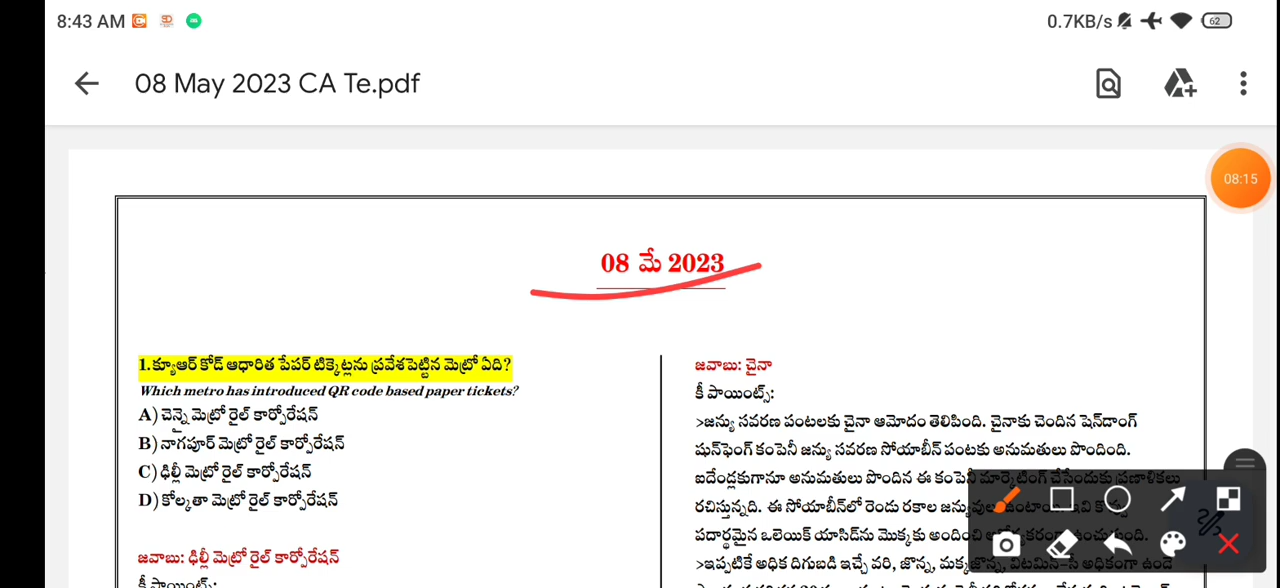 8:43 AM
0.7KB/s
62
08 May 2023 CA Te.pdf
08:15
08 మే 2023
1.క్యూఆర్ కోడ్ ఆధారిత పేపర్ టిక్కెట్లను ప్రవేశపెట్టిన మెట్రో ఏది?
Which metro has introduced QR code based paper tickets?
A) చెన్నై మెట్రో రైల్ కార్పోరేషన్
B) నాగపూర్ మెట్రో రైల్ కార్పోరేషన్
C) ఢిల్లీ మెట్రో రైల్ కార్పోరేషన్
D) కోల్కతా మెట్రో రైల్ కార్పోరేషన్
జవాబు: ఢిల్లీ మెట్రో రైల్ కార్పోరేషన్
కీ పాయింట్స్:
జవాబు: చైనా
కీ పాయింట్స్:
>జన్యు సవరణ పంటలకు చైనా ఆమోదం తెలిపింది. చైనాకు చెందిన షెన్‌డాంగ్
షున్‌ఫెంగ్ కంపెనీ జన్యు సవరణ సోయాబీన్ పంటకు అనుమతులు పొందింది.
ఐదేండ్లకుగానూ అనుమతులు పొందిన ఈ కంపెనీ మార్కెటింగ్ చేసేందుకు ప్రణాళికలు
రచిస్తున్నది. ఈ సోయాబీన్‌లో రెండు రకాల
పదార్థమైన ఒలెయిక్ యాసిడ్‌ను మొక్కకు అందించి
>ఇప్పటికే అధిక దిగుబడి ఇచ్చే వరి, జొన్న, విటమిన్-సీ అధికంగా ఉండే